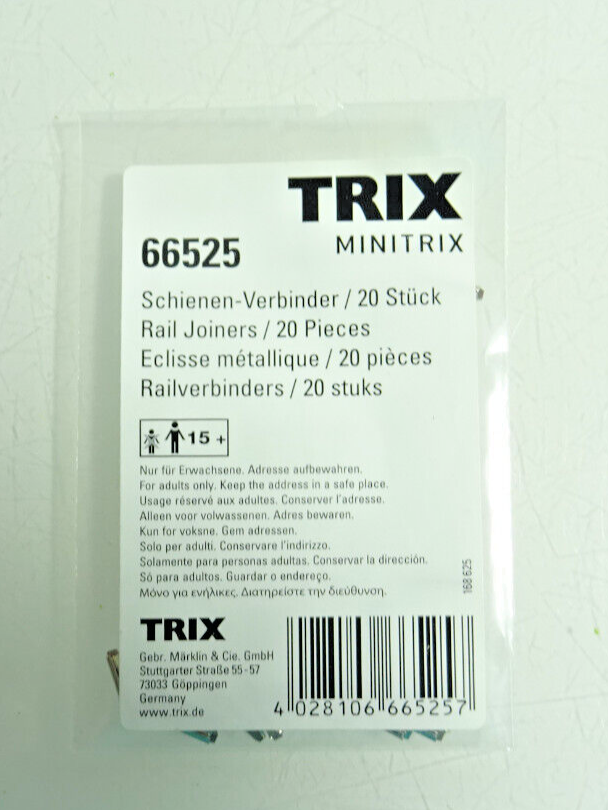 TRIX
MINITRIX
66525
Schienen-Verbinder / 20 Stück
Rail Joiners / 20 Pieces
Eclisse métallique / 20 pièces
Railverbinders / 20 stuks
15 +
Nur für Erwachsene. Adresse aufbewahren.
For adults only. Keep the address in a safe place.
Usage réservé aux adultes. Conserver l'adresse.
Alleen voor volwassenen. Adres bewaren.
Kun for voksne. Gem adressen.
Solo per adulti. Conservare l'indirizzo.
Solamente para personas adultas. Conservar la dirección.
Só para adultos. Guardar o endereço.
Μόνο για ενήλικες. Διατηρείστε την διεύθυνση.
168 625
TRIX
Gebr. Märklin & Cie. GmbH
Stuttgarter Straße 55-57
73033 Göppingen
Germany
www.trix.de
4 028106 665257